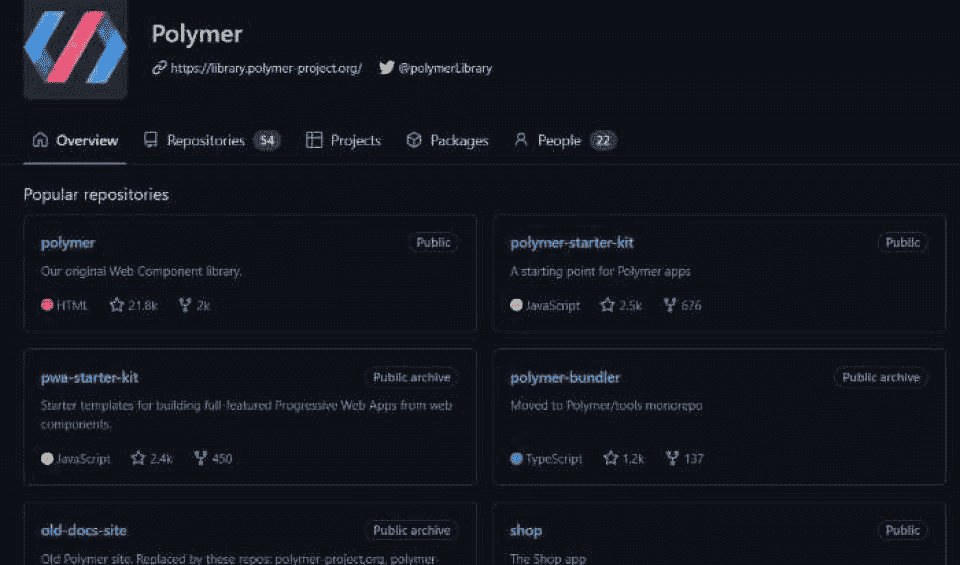 Polymer
https://library.polymer-project.org/ @polymerLibrary
Overview Repositories 54 Projects Packages People 22
Popular repositories
polymer Public
Our original Web Component library.
HTML 21.8k 2k
polymer-starter-kit Public
A starting point for Polymer apps
JavaScript 2.5k 676
pwa-starter-kit Public archive
Starter templates for building full-featured Progressive Web Apps from web
components.
JavaScript 2.4k 450
polymer-bundler Public archive
Moved to Polymer/tools monorepo
TypeScript 1.2k 137
old-docs-site Public archive
Old Polymer site. Replaced by these repos: polymer-project.org, polymer-
shop Public
The Shop app